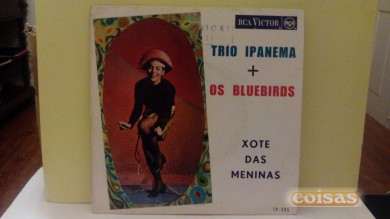 RCA VICTOR
TRIO IPANEMA
+
OS BLUEBIRDS
XOTE
DAS
MENINAS
coisas